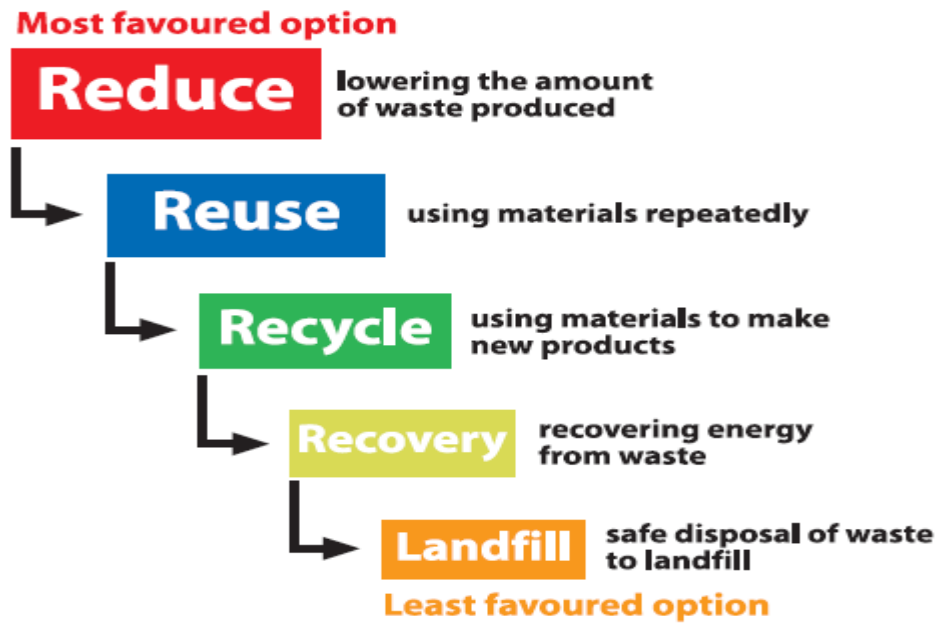 Most favoured option
Reduce
lowering the amount
of waste produced
Reuse
using materials repeatedly
Recycle
using materials to make
new products
Recovery
recovering energy
from waste
Landfill
safe disposal of waste
to landfill
Least favoured option